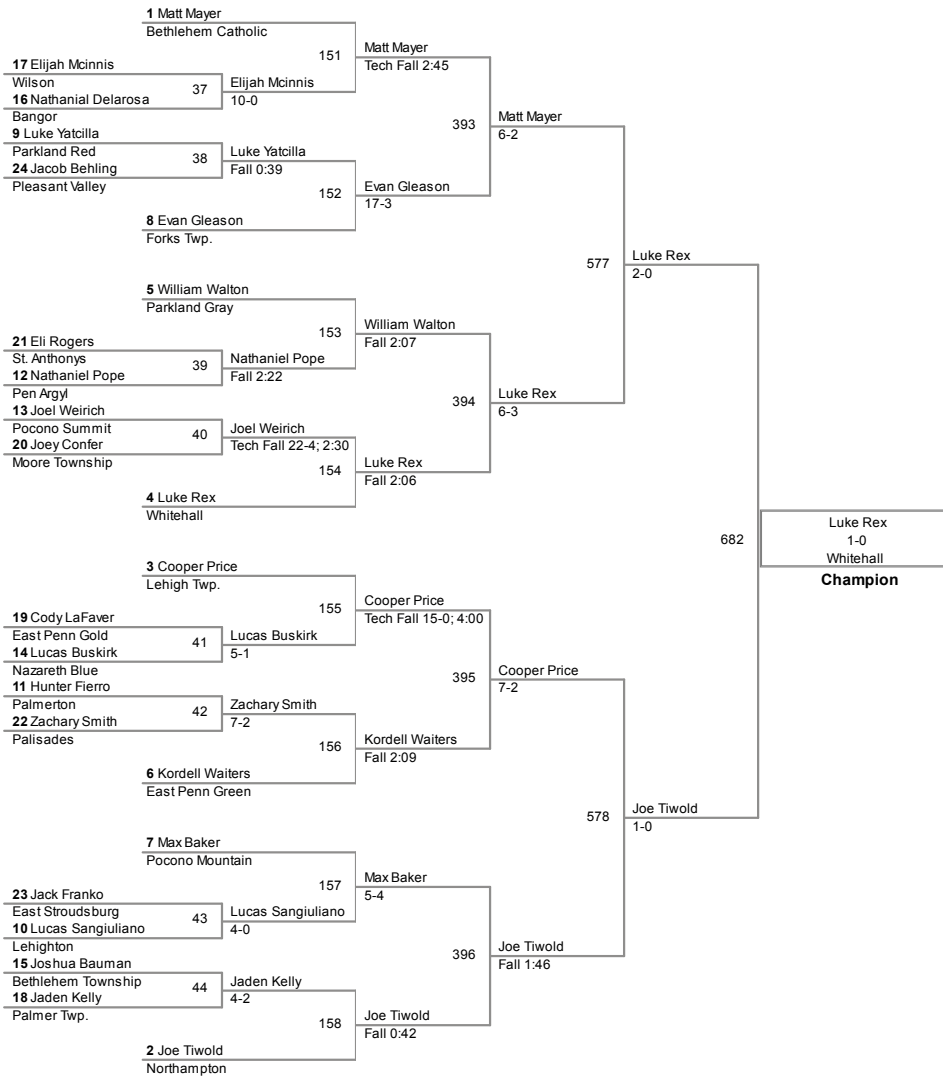 1 Matt Mayer
Bethlehem Catholic
151
Matt Mayer
Tech Fall 2:45
17 Elijah Mcinnis
Wilson
37
Elijah Mcinnis
10-0
16 Nathanial Delarosa
Bangor
393
Matt Mayer
6-2
9 Luke Yatcilla
Parkland Red
38
Luke Yatcilla
Fall 0:39
24 Jacob Behling
Pleasant Valley
152
Evan Gleason
17-3
8 Evan Gleason
Forks Twp.
577
Luke Rex
2-0
5 William Walton
Parkland Gray
153
William Walton
Fall 2:07
21 Eli Rogers
St. Anthonys
39
Nathaniel Pope
Fall 2:22
12 Nathaniel Pope
Pen Argyl
394
Luke Rex
6-3
13 Joel Weirich
Pocono Summit
40
Joel Weirich
Tech Fall 22-4; 2:30
20 Joey Confer
Moore Township
154
Luke Rex
Fall 2:06
4 Luke Rex
Whitehall
682
Luke Rex
1-0
Whitehall
Champion
3 Cooper Price
Lehigh Twp.
155
Cooper Price
Tech Fall 15-0; 4:00
19 Cody LaFaver
East Penn Gold
41
Lucas Buskirk
5-1
14 Lucas Buskirk
Nazareth Blue
395
Cooper Price
7-2
11 Hunter Fierro
Palmerton
42
Zachary Smith
7-2
22 Zachary Smith
Palisades
156
Kordell Waiters
Fall 2:09
6 Kordell Waiters
East Penn Green
578
Joe Tiwold
1-0
7 Max Baker
Pocono Mountain
157
Max Baker
5-4
23 Jack Franko
East Stroudsburg
43
Lucas Sangiuliano
4-0
10 Lucas Sangiuliano
Lehighton
396
Joe Tiwold
Fall 1:46
15 Joshua Bauman
Bethlehem Township
44
Jaden Kelly
4-2
18 Jaden Kelly
Palmer Twp.
158
Joe Tiwold
Fall 0:42
2 Joe Tiwold
Northampton